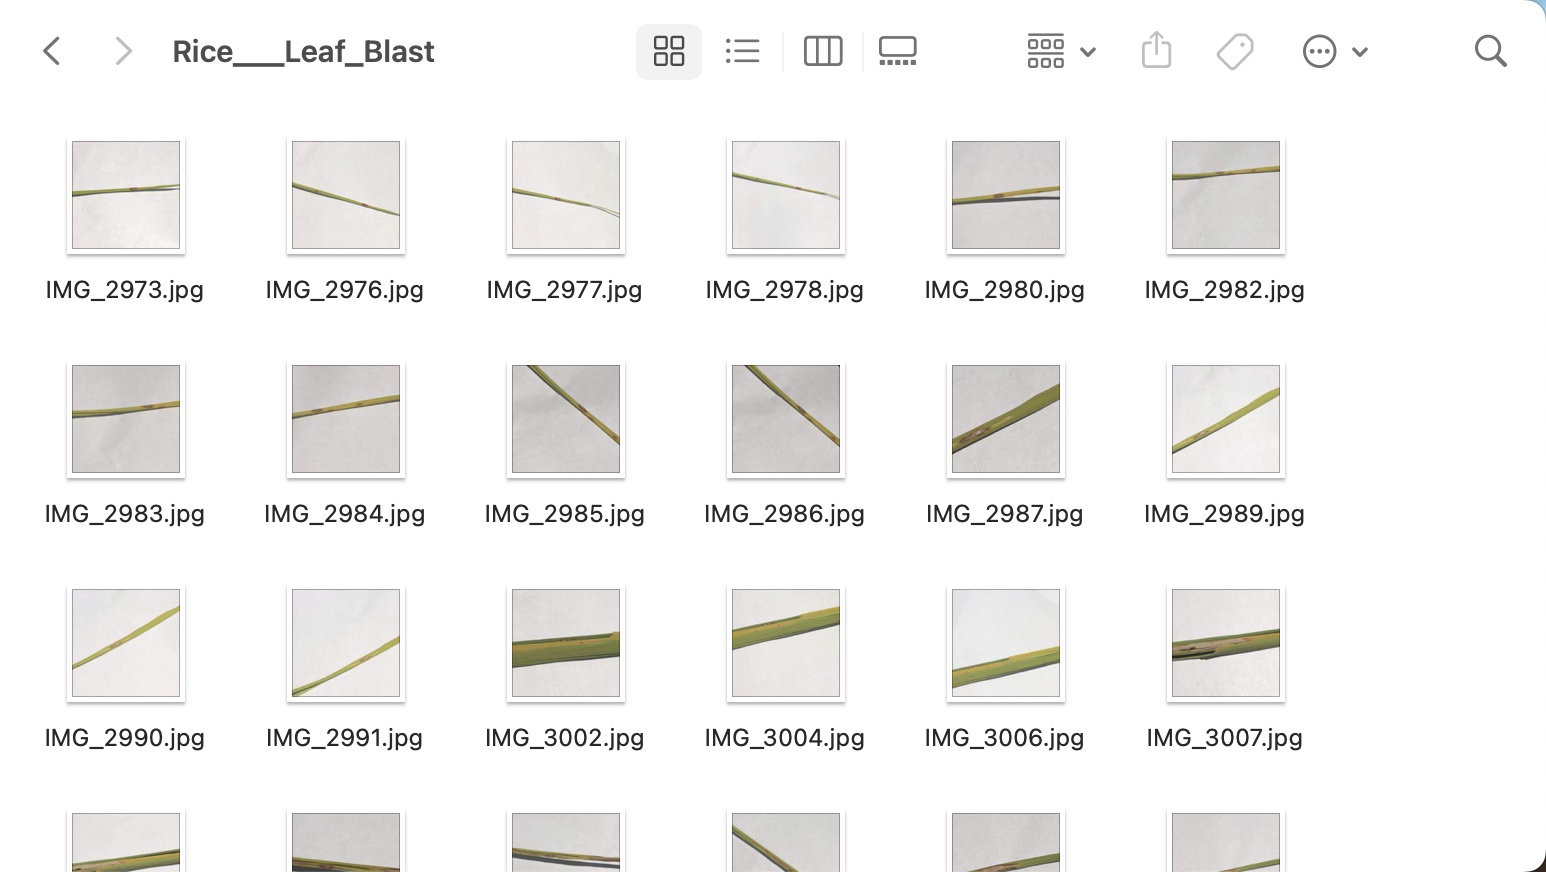 Rice___Leaf_Blast
IMG_2973.jpg IMG_2976.jpg IMG_2977.jpg IMG_2978.jpg IMG_2980.jpg IMG_2982.jpg
IMG_2983.jpg IMG_2984.jpg IMG_2985.jpg IMG_2986.jpg IMG_2987.jpg IMG_2989.jpg
IMG_2990.jpg IMG_2991.jpg IMG_3002.jpg IMG_3004.jpg IMG_3006.jpg IMG_3007.jpg